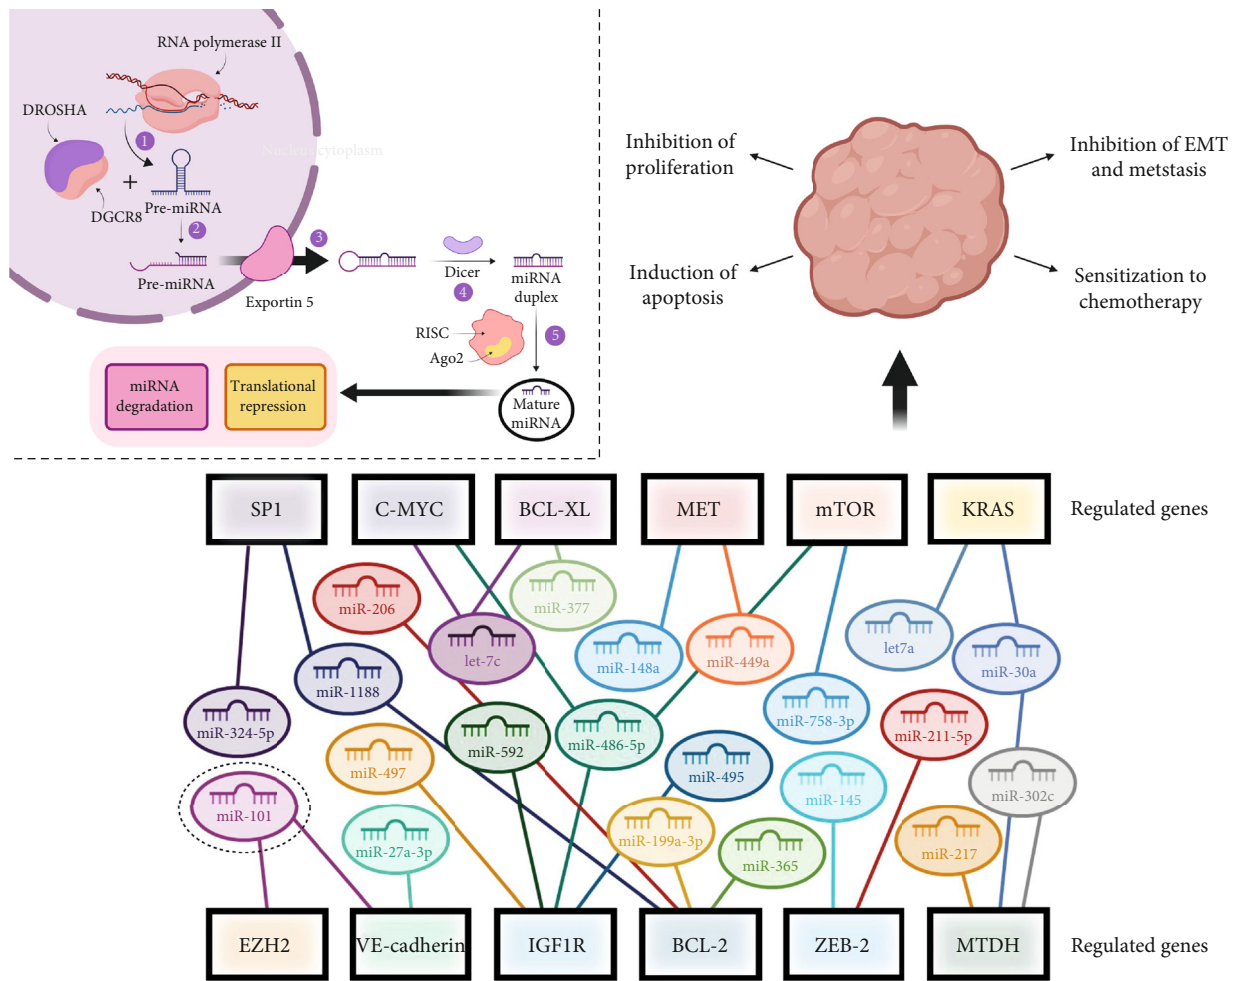 RNA polymerase II
DROSHA
1
Nucleus cytoplasm
+
DGCR8
Pre-miRNA
2
3
Pre-miRNA
Exportin 5
Dicer
4
miRNA
duplex
RISC
Ago2
5
Mature
miRNA
miRNA
degradation
Translational
repression
Inhibition of
proliferation
Inhibition of EMT
and metstasis
Induction of
apoptosis
Sensitization to
chemotherapy
SP1
C-MYC
BCL-XL
MET
mTOR
KRAS
Regulated genes
miR-206
miR-377
let-7c
miR-148a
miR-449a
let7a
miR-30a
miR-1188
miR-324-5p
miR-592
miR-486-5p
miR-758-3p
miR-211-5p
miR-497
miR-495
miR-145
miR-302c
miR-101
miR-27a-3p
miR-199a-3p
miR-365
miR-217
EZH2
VE-cadherin
IGF1R
BCL-2
ZEB-2
MTDH
Regulated genes